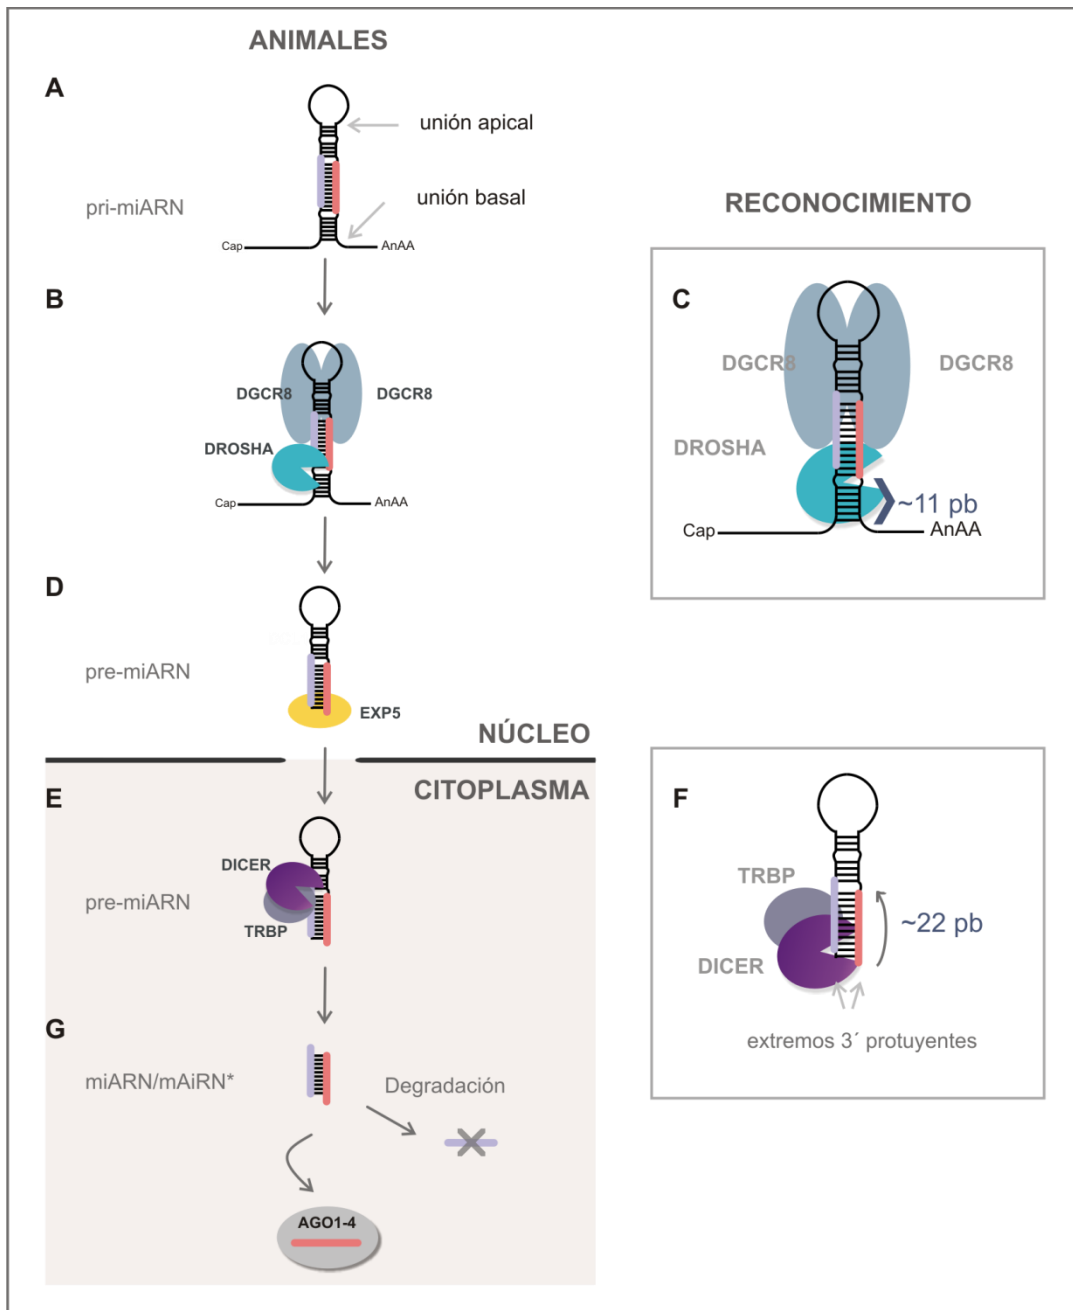 ANIMALES
A
unión apical
pri-miARN
unión basal
Cap
AnAA
RECONOCIMIENTO
B
DGCR8
DGCR8
DROSHA
Cap
AnAA
C
DGCR8
DGCR8
DROSHA
~11 pb
Cap
AnAA
D
pre-miARN
EXP5
NÚCLEO
CITOPLASMA
E
DICER
pre-miARN
TRBP
F
TRBP
~22 pb
DICER
extremos 3´ protuyentes
G
miARN/mAiRN*
Degradación
AGO1-4